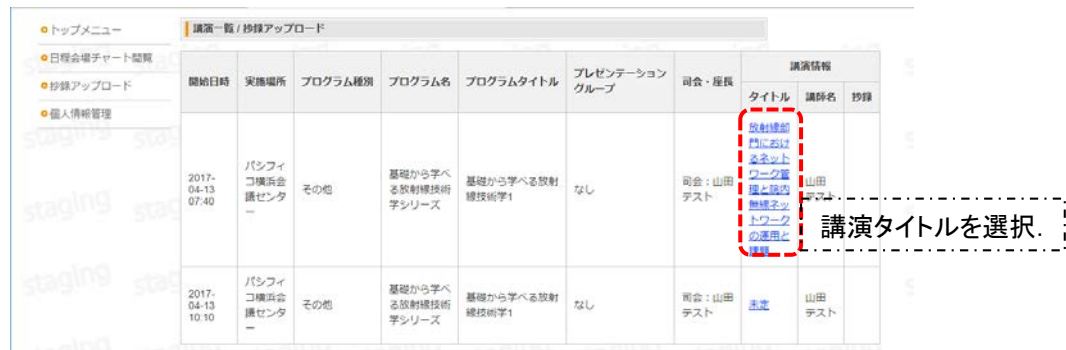 トップメニュー
日程会場チャート閲覧
抄録アップロード
個人情報管理
講演一覧 / 抄録アップロード
開始日時 実施場所 プログラム種別 プログラム名 プログラムタイトル プレゼンテーション
グループ 司会・座長 講演情報
タイトル 講師名 抄録
2017-
04-13
07:40
パシフィ
コ横浜会
議センタ
ー
その他
基礎から学べ
る放射線技術
学シリーズ
基礎から学べる放射
線技術学1
なし
司会：山田
テスト
放射線部
門におけ
るネット
ワーク管
理と院内
無線ネッ
トワーク
の運用と
課題
山田
テスト
講演タイトルを選択.
2017-
04-13
10:10
パシフィ
コ横浜会
議センタ
ー
その他
基礎から学べ
る放射線技術
学シリーズ
基礎から学べる放射
線技術学1
なし
司会：山田
テスト
未定
山田
テスト
staging
staging
staging